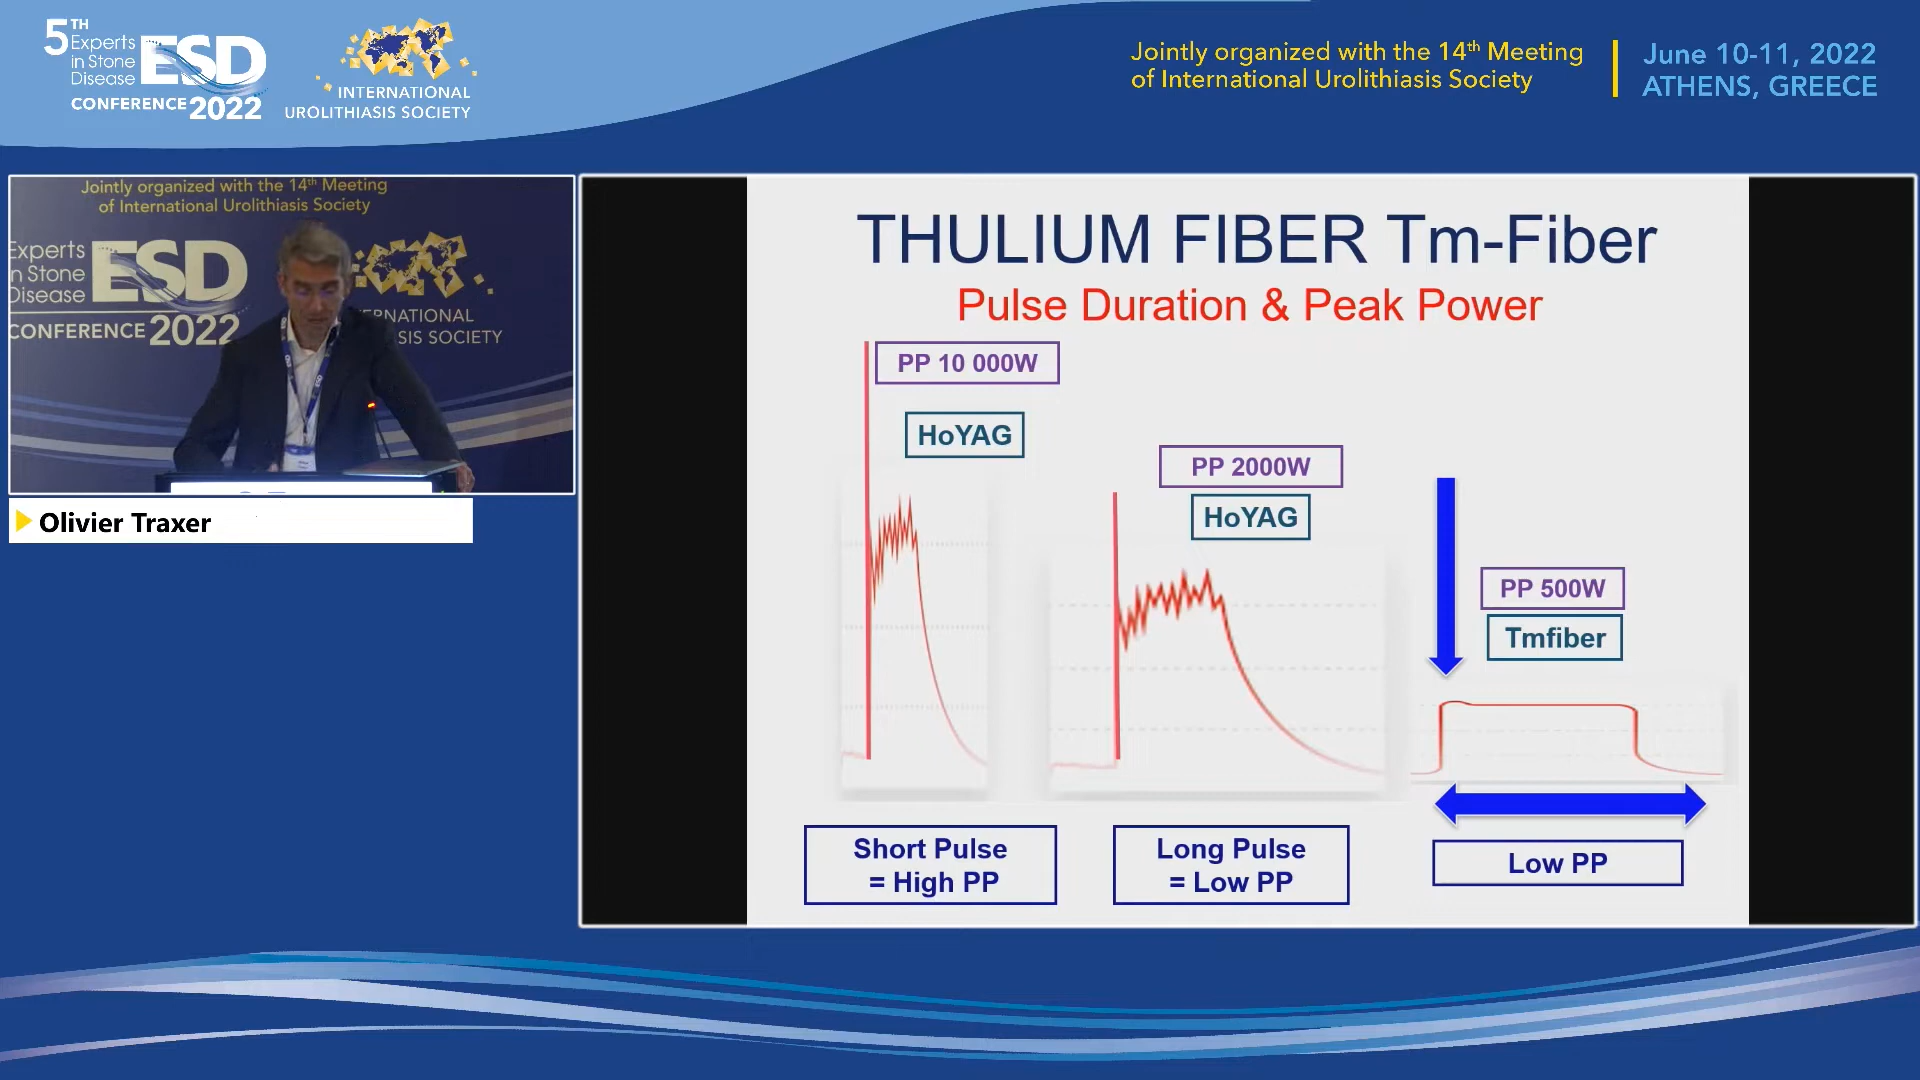 5TH
Experts
in Stone
Disease
ESD
CONFERENCE 2022
INTERNATIONAL
UROLITHIASIS SOCIETY
Jointly organized with the 14th Meeting
of International Urolithiasis Society
June 10-11, 2022
ATHENS, GREECE
Jointly organized with the 14th Meeting
of International Urolithiasis Society
Experts
in Stone
Disease
ESD
CONFERENCE 2022
ERNATIONAL
SIS SOCIETY
ESD
Olivier Traxer
THULIUM FIBER Tm-Fiber
Pulse Duration & Peak Power
PP 10 000W
HoYAG
PP 2000W
HoYAG
PP 500W
Tmfiber
Short Pulse
= High PP
Long Pulse
= Low PP
Low PP